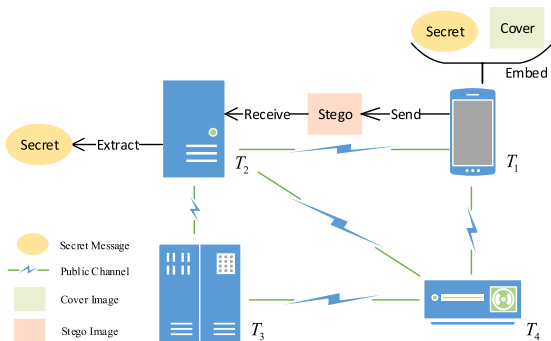 Secret
Cover
Embed
Receive
Stego
Send
Secret
Extract
T2
T1
Secret Message
Public Channel
Cover Image
Stego Image
T3
T4